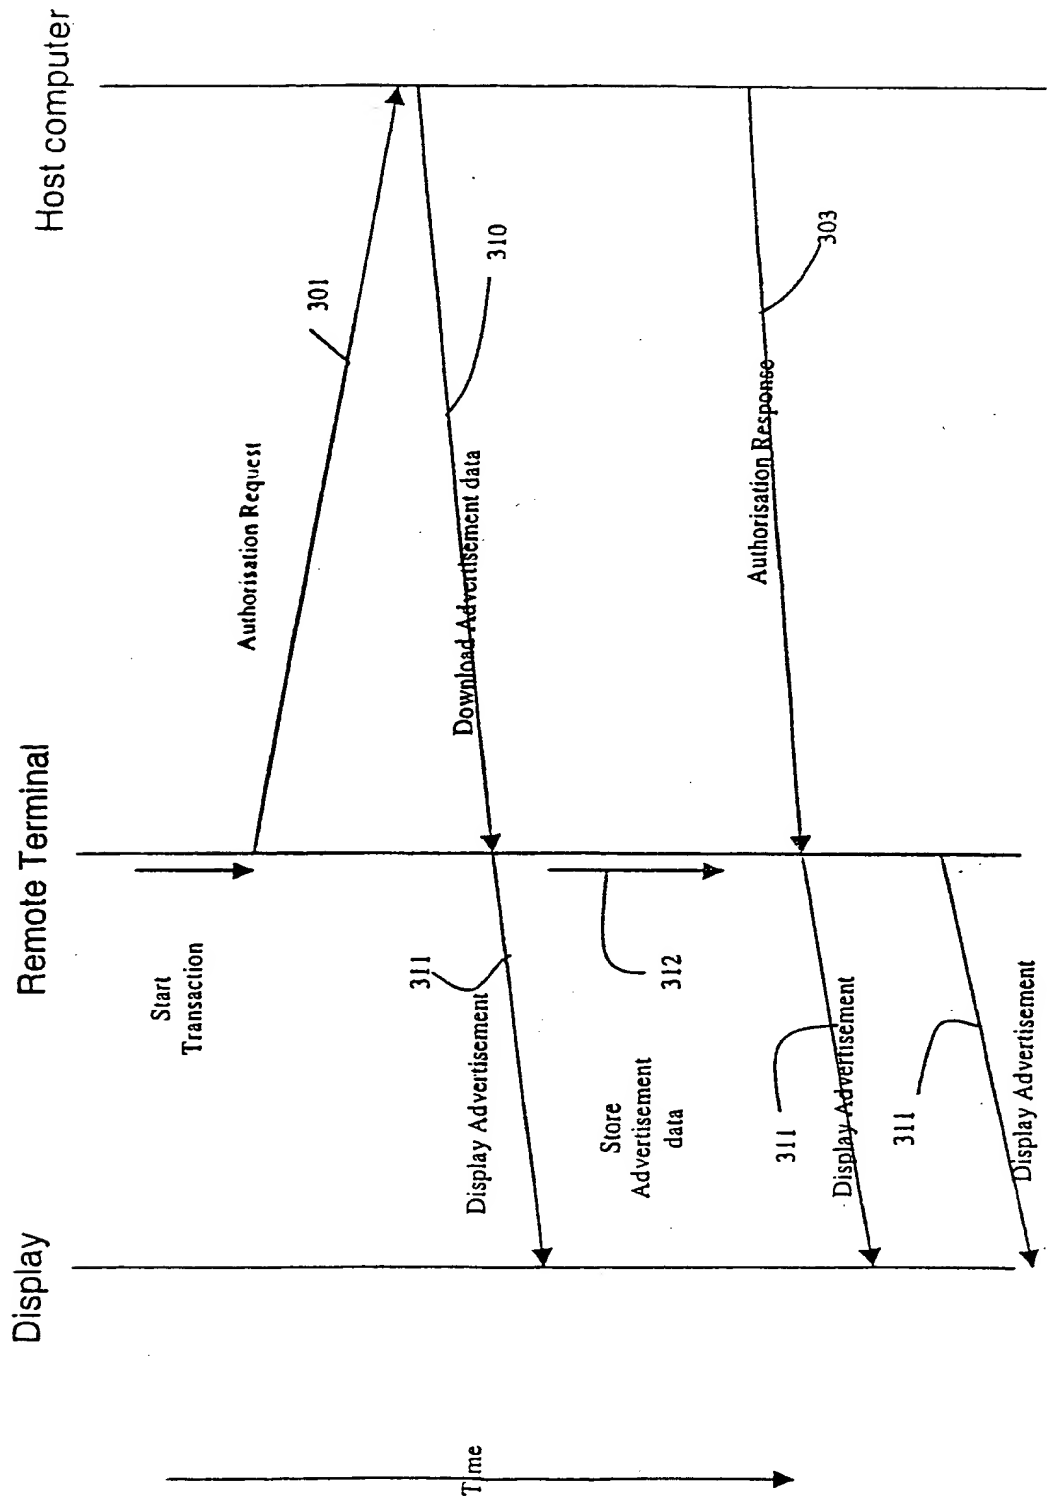 Display
Remote Terminal
Host computer
Start
Transaction
Authorisation Request
301
310
Download Advertisement data
311
Display Advertisement
Store
Advertisement
data
312
303
Authorisation Response
311
Display Advertisement
311
Display Advertisement
Time